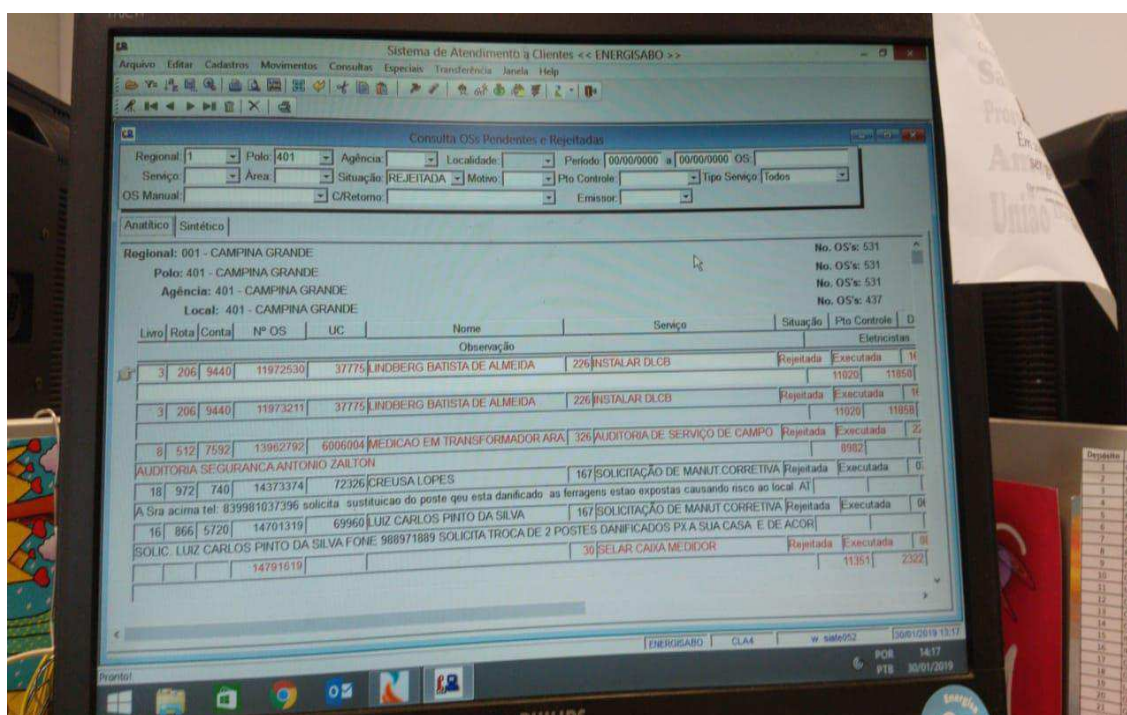 Sistema de Atendimento a Clientes << ENERGISABO >>
Arquivo Editar Cadastros Movimentos Consultas Especiais Transferência Janela Help
Consulta OSs Pendentes e Rejeitadas
Regional: 1 Polo: 401 Agência: Localidade: Período: 00/00/0000 a 00/00/0000 OS:
Serviço: Área: Situação: REJEITADA Motivo: Pto Controle: Tipo Serviço: Todos
OS Manual: C/Retorno: Emissor:
Analítico Sintético
Regional: 001 - CAMPINA GRANDE No. OS's: 531
Polo: 401 - CAMPINA GRANDE No. OS's: 531
Agência: 401 - CAMPINA GRANDE No. OS's: 531
Local: 401 - CAMPINA GRANDE No. OS's: 437
Livro Rota Conta Nº OS UC Nome Serviço Situação Pto Controle D
Observação Eletricistas
3 206 9440 11972530 37775 LINDBERG BATISTA DE ALMEIDA 226 INSTALAR DLCB Rejeitada Executada
11020 11858
3 206 9440 11973211 37775 LINDBERG BATISTA DE ALMEIDA 226 INSTALAR DLCB Rejeitada Executada
11020 11858
8 512 7592 13962792 6006004 MEDICAO EM TRANSFORMADOR ARA 326 AUDITORIA DE SERVIÇO DE CAMPO Rejeitada Executada
8982
AUDITORIA SEGURANCA ANTONIO ZAILTON
18 972 740 14373374 72326 CREUSA LOPES 167 SOLICITAÇÃO DE MANUT CORRETIVA Rejeitada Executada
A Sra acima tel: 839981037396 solicita sustituicao do poste qeu esta danificado as ferragens estao expostas causando risco ao local. AT
16 866 5720 14701319 69960 LUIZ CARLOS PINTO DA SILVA 167 SOLICITAÇÃO DE MANUT CORRETIVA Rejeitada Executada
SOLIC. LUIZ CARLOS PINTO DA SILVA FONE 988971889 SOLICITA TROCA DE 2 POSTES DANIFICADOS PX A SUA CASA E DE ACOR
14791619 30 SELAR CAIXA MEDIDOR Rejeitada Executada
11351 2322
ENERGISABO CLA4 30/01/2019 13:17
Pronto!
POR 14:17
PTB 30/01/2019
PHILIPS
Energisa
União